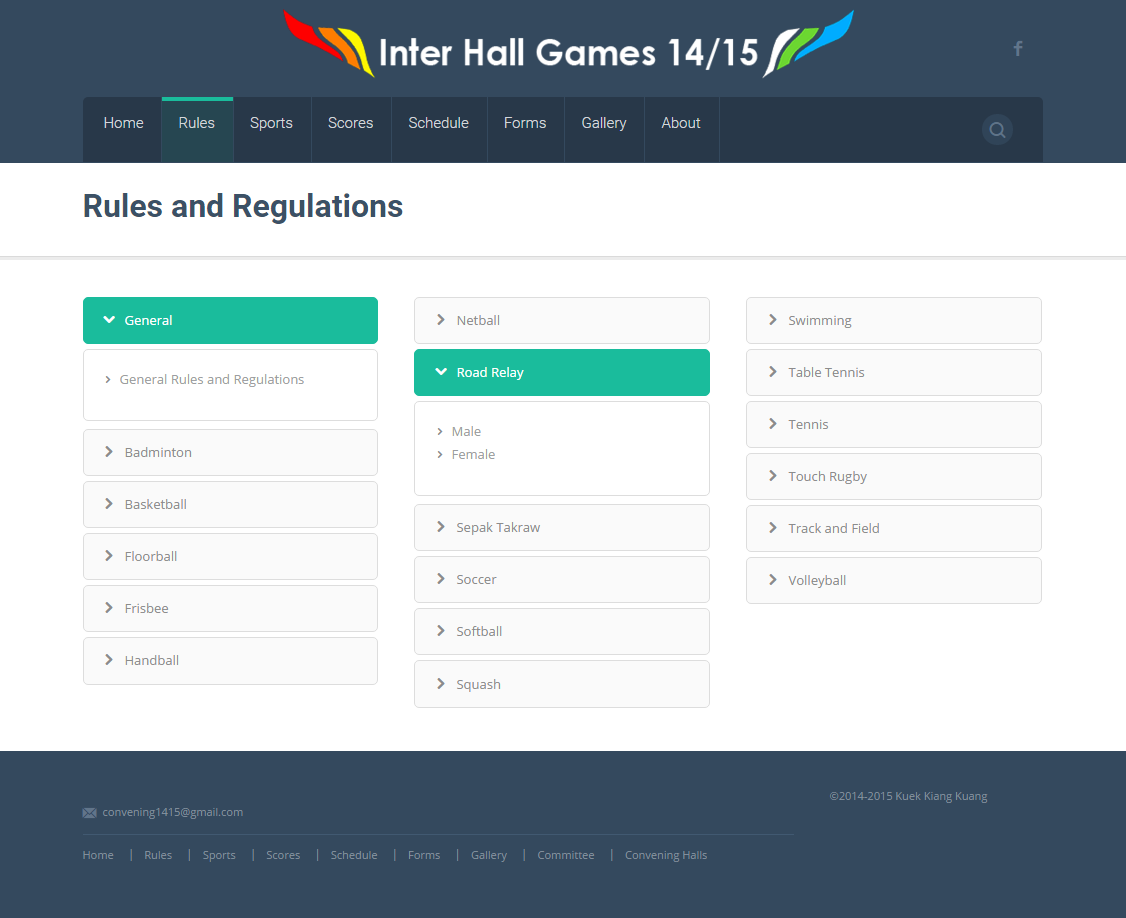 Inter Hall Games 14/15
Home Rules Sports Scores Schedule Forms Gallery About
Rules and Regulations
General
General Rules and Regulations
Badminton
Basketball
Floorball
Frisbee
Handball
Netball
Road Relay
Male
Female
Sepak Takraw
Soccer
Softball
Squash
Swimming
Table Tennis
Tennis
Touch Rugby
Track and Field
Volleyball
convening1415@gmail.com
©2014-2015 Kuek Kiang Kuang
Home | Rules | Sports | Scores | Schedule | Forms | Gallery | Committee | Convening Halls